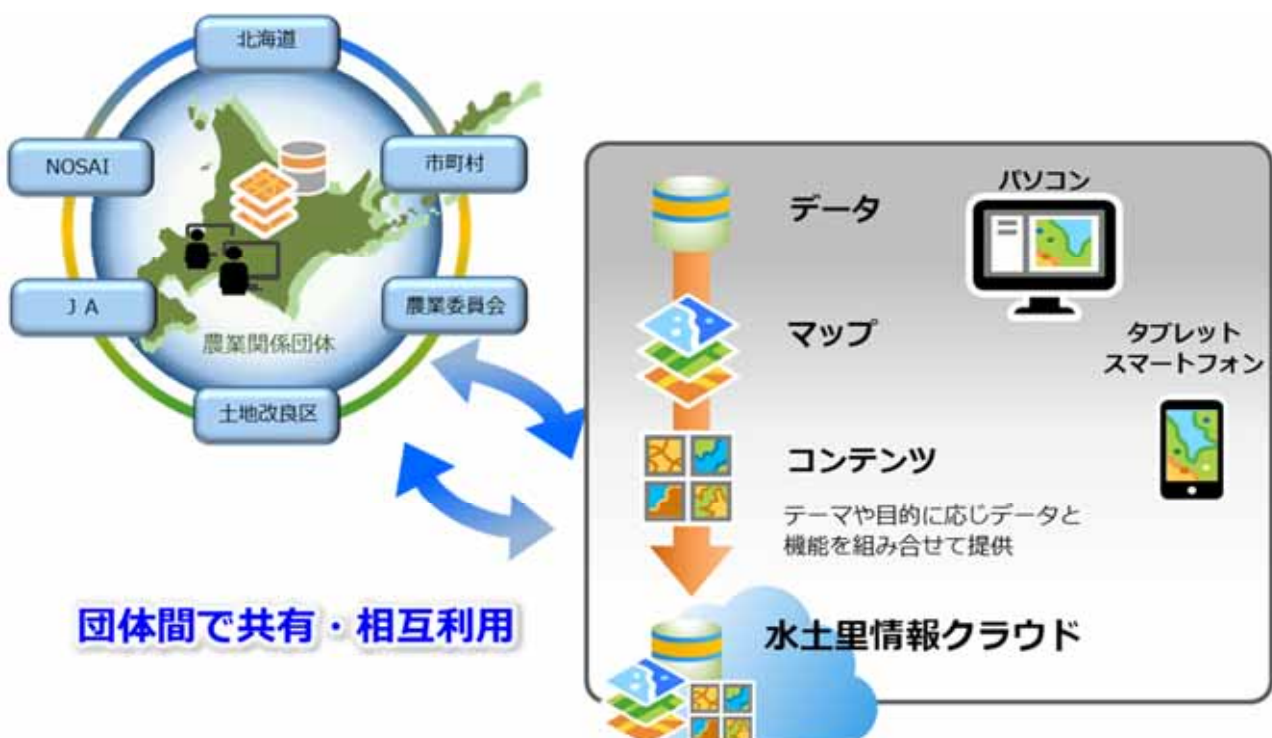 北海道
NOSAI
市町村
JA
農業委員会
農業関係団体
土地改良区
団体間で共有・相互利用
データ
パソコン
マップ
タブレット
スマートフォン
コンテンツ
テーマや目的に応じデータと
機能を組み合せて提供
水土里情報クラウド